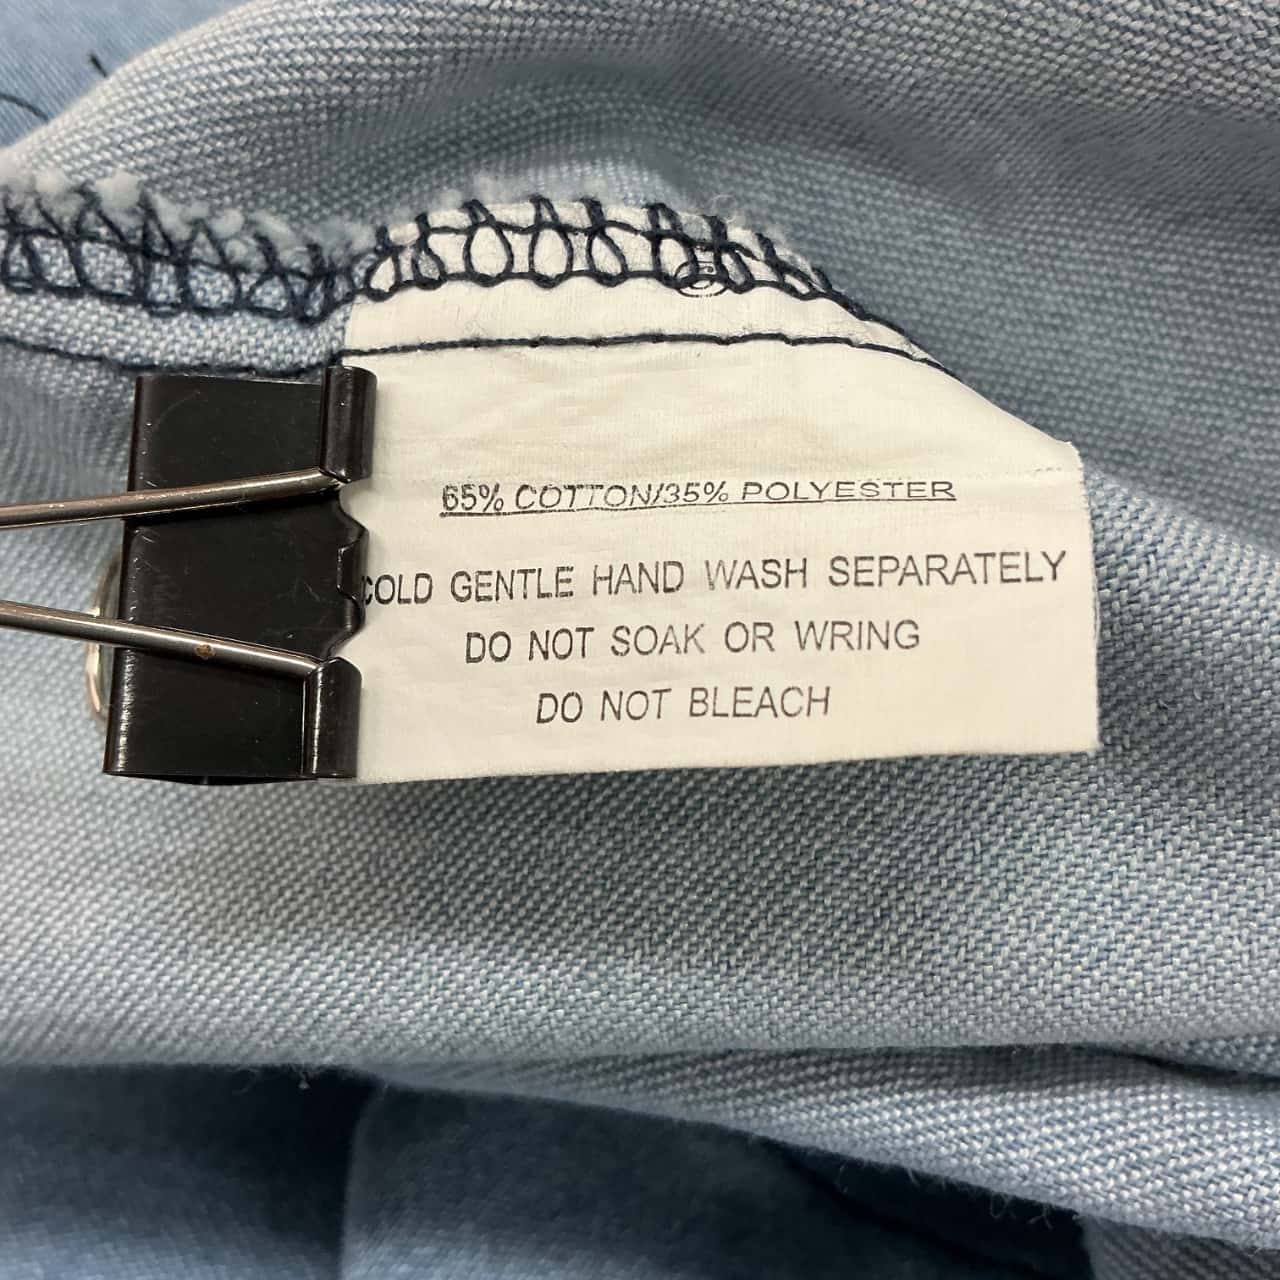 65% COTTON/35% POLYESTER
COLD GENTLE HAND WASH SEPARATELY
DO NOT SOAK OR WRING
DO NOT BLEACH